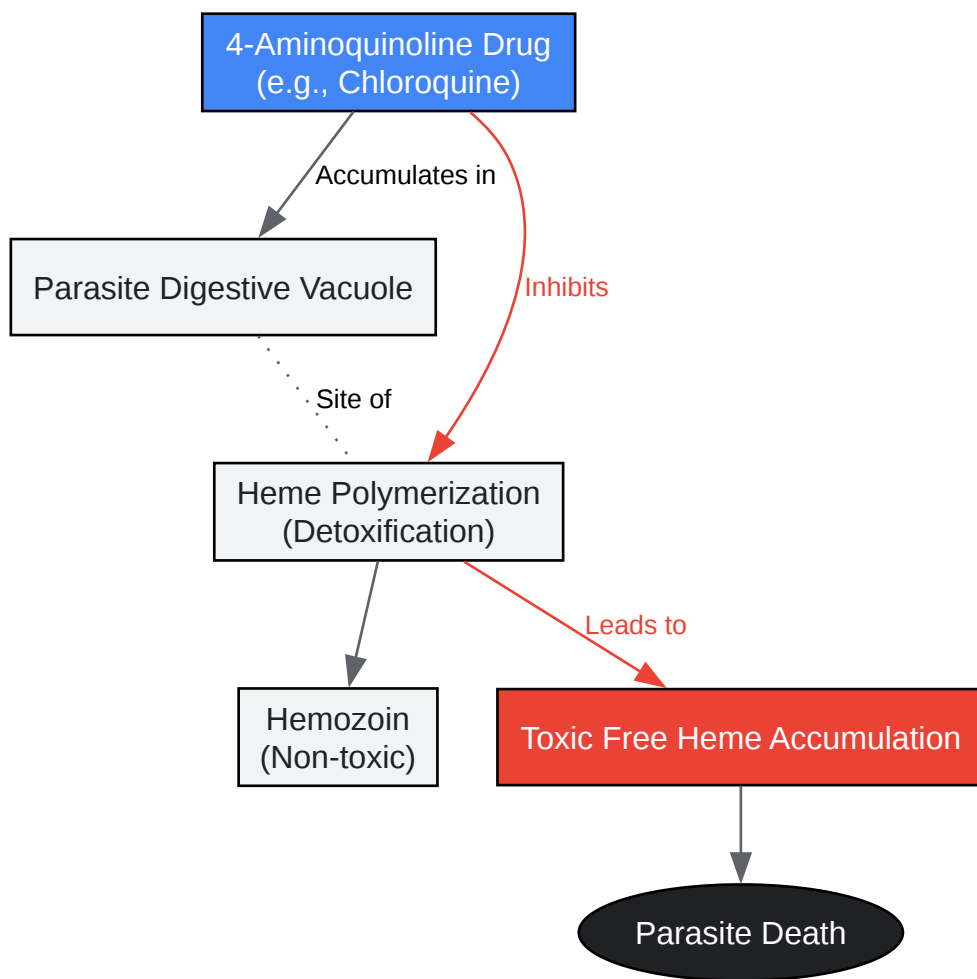 4-Aminoquinoline Drug
(e.g., Chloroquine)
Accumulates in
Parasite Digestive Vacuole
Inhibits
Site of
Heme Polymerization
(Detoxification)
Leads to
Hemozoin
(Non-toxic)
Toxic Free Heme Accumulation
Parasite Death